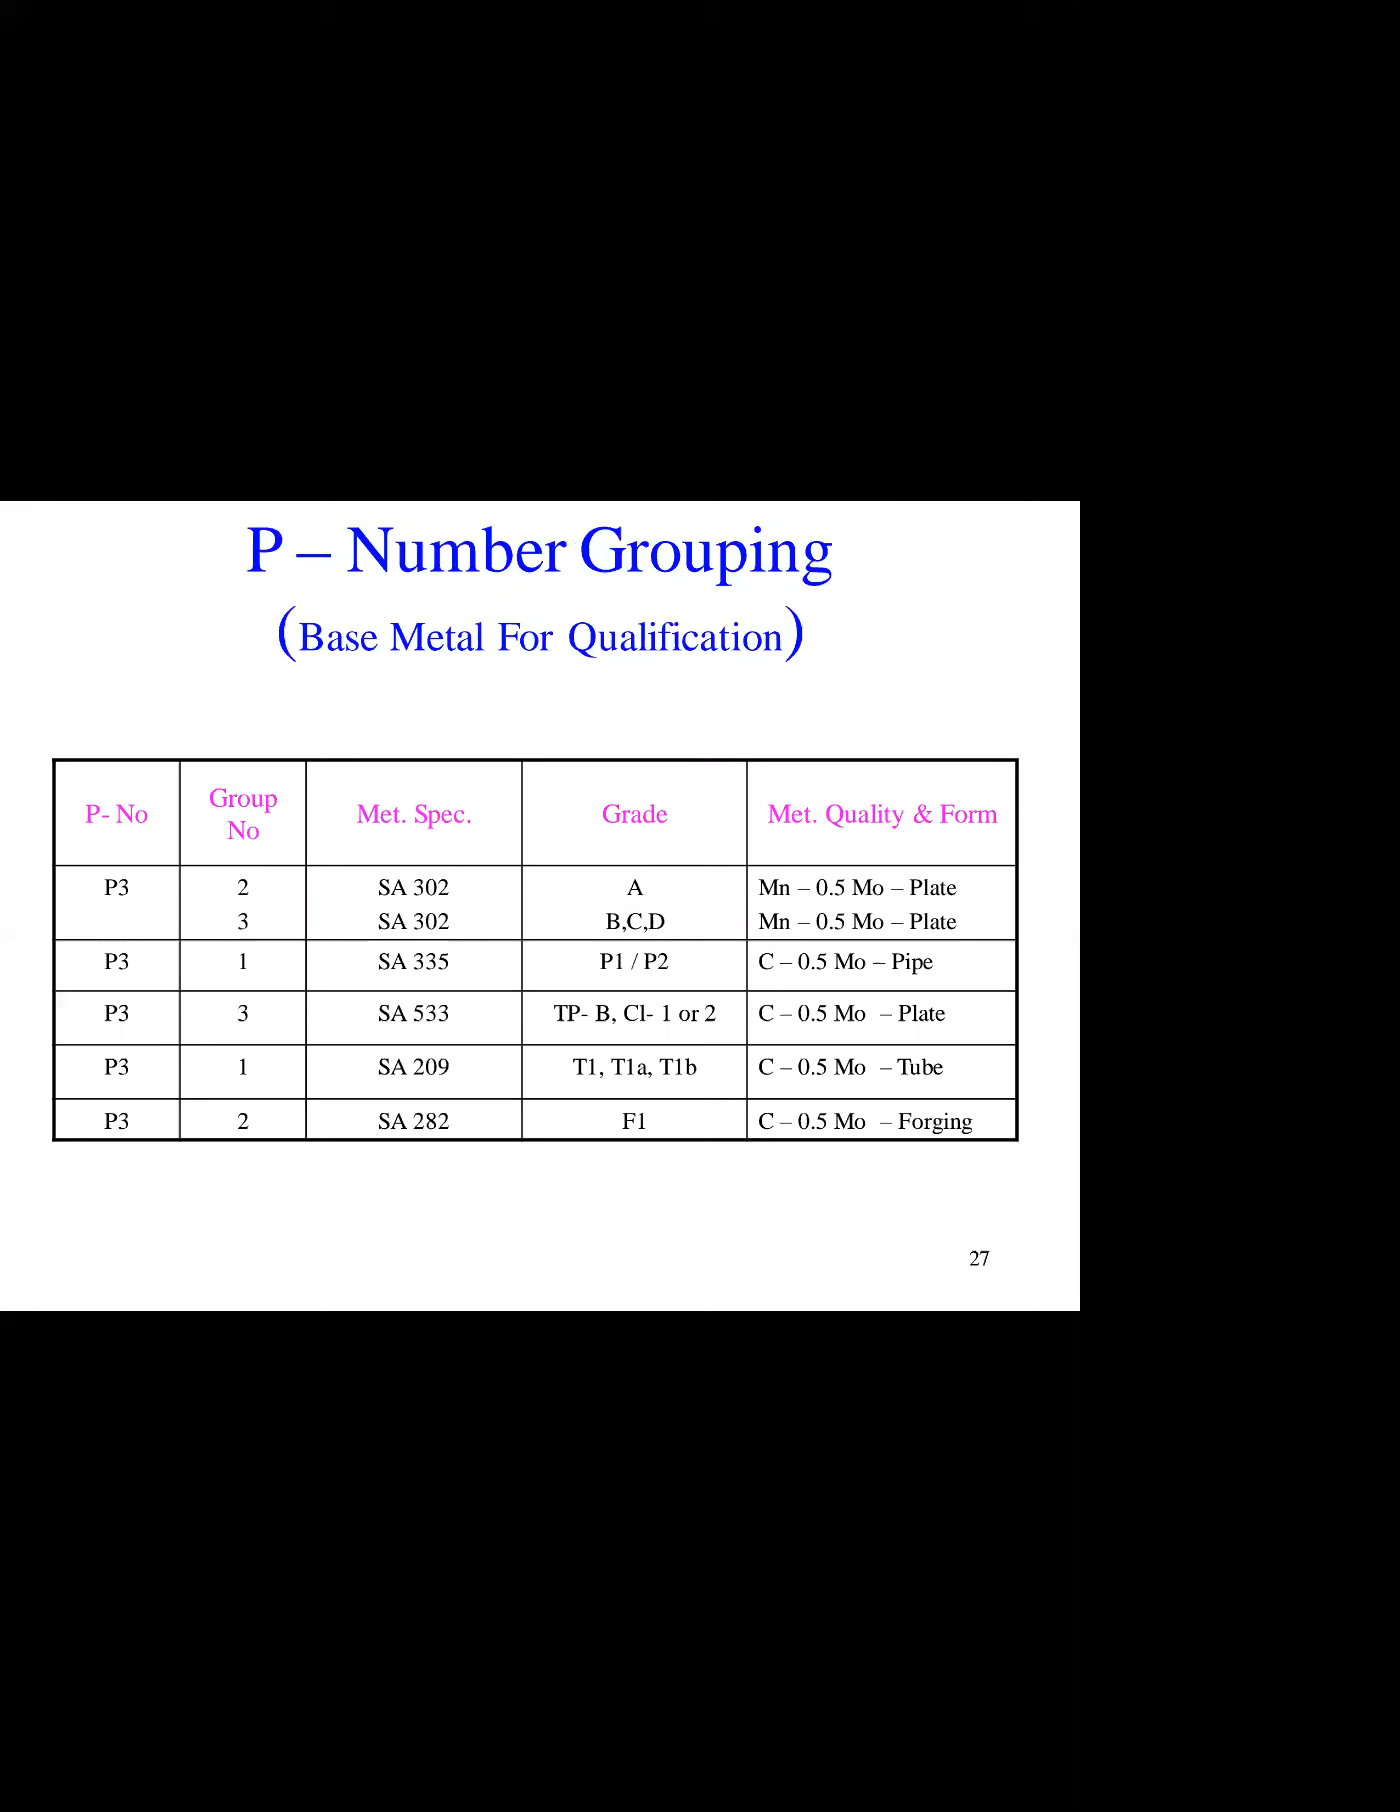 P – Number Grouping
(Base Metal For Qualification)
P- No Group No Met. Spec. Grade Met. Quality & Form
P3 2 SA 302 A Mn – 0.5 Mo – Plate
3 SA 302 B,C,D Mn – 0.5 Mo – Plate
P3 1 SA 335 P1 / P2 C – 0.5 Mo – Pipe
P3 3 SA 533 TP- B, Cl- 1 or 2 C – 0.5 Mo – Plate
P3 1 SA 209 T1, T1a, T1b C – 0.5 Mo – Tube
P3 2 SA 282 F1 C – 0.5 Mo – Forging
27